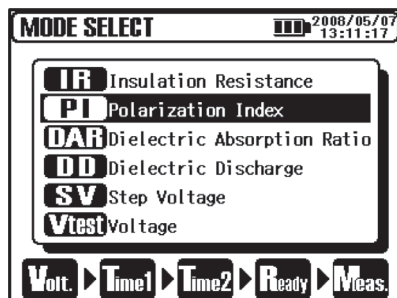 MODE SELECT 2008/05/07
13:11:17
IR Insulation Resistance
PI Polarization Index
DAR Dielectric Absorption Ratio
DD Dielectric Discharge
SV Step Voltage
Vtest Voltage
Volt. Time1 Time2 Ready Meas.